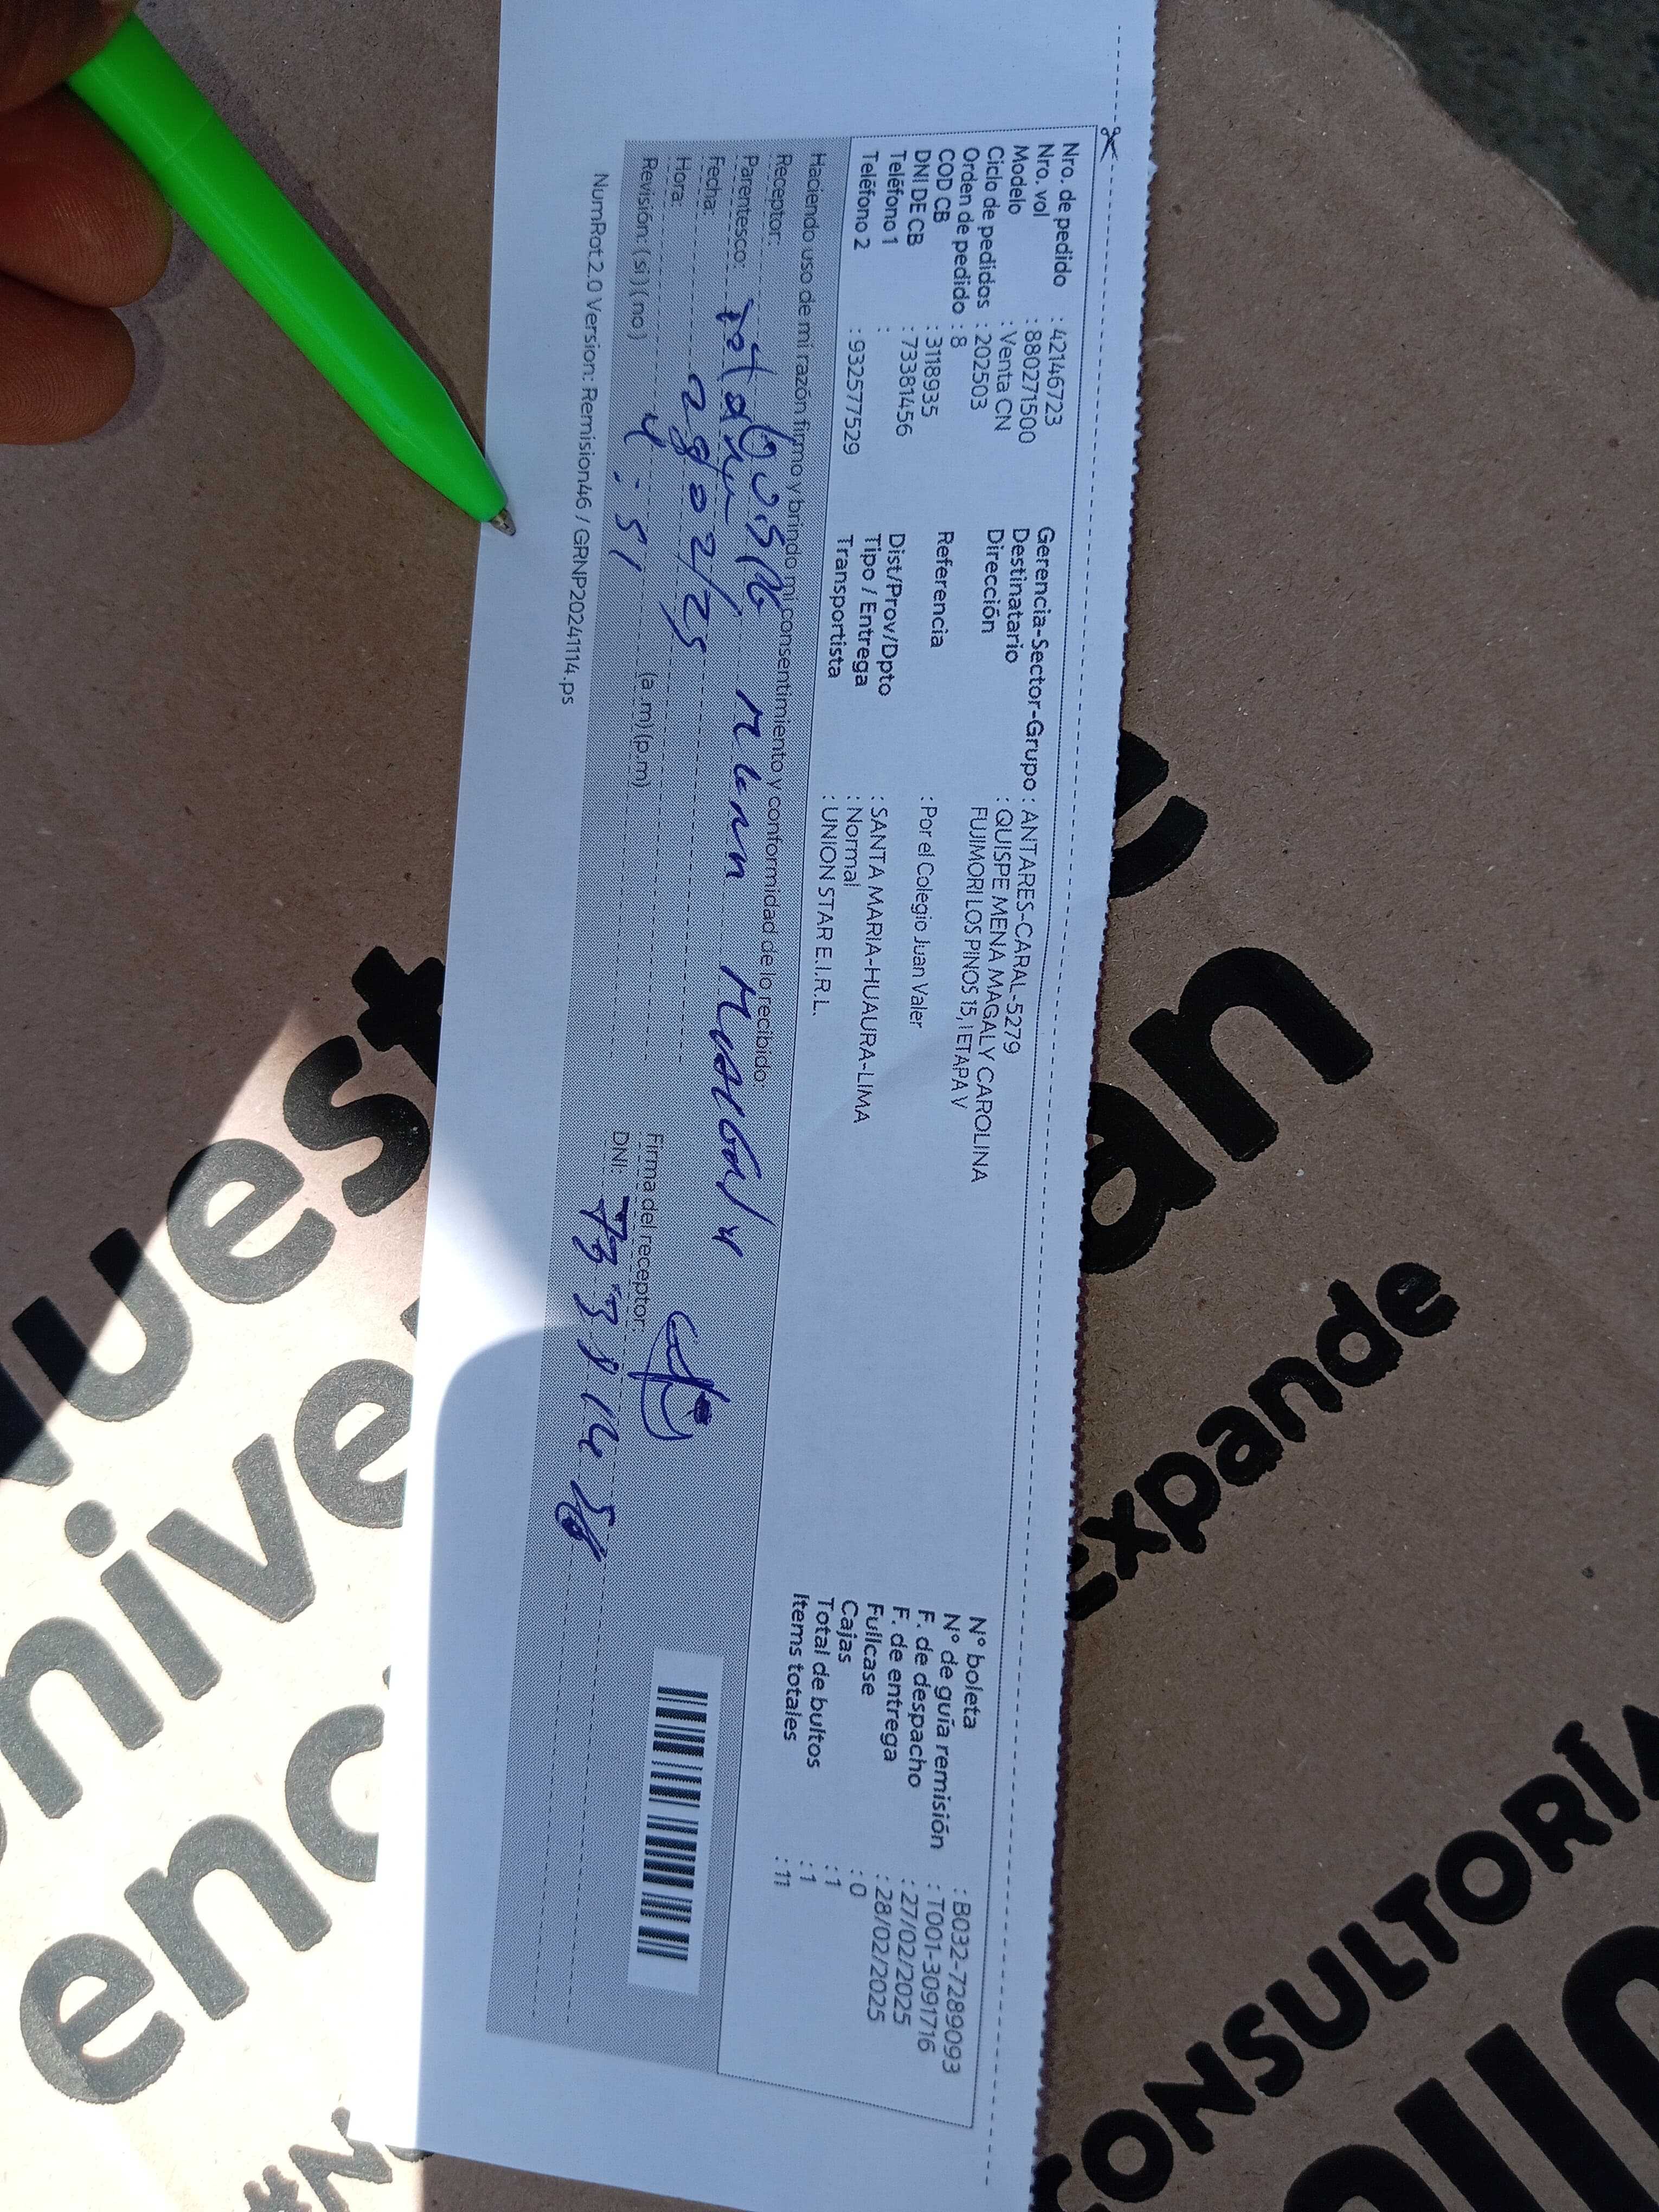 Nro. de pedido : 42146723
Nro. vol : 880271500
Modelo : Venta CN
Ciclo de pedidos : 202503
Orden de pedido : 8
COD CB : 3118935
DNI DE CB : 73381456
Teléfono 1 :
Teléfono 2 : 932577529
Gerencia-Sector-Grupo : ANTARES-CARAL-5279
Destinatario : QUISPE MENA MAGALY CAROLINA
Dirección FUJIMORI LOS PINOS 15, I ETAPA V
Referencia : Por el Colegio Juan Valer
Dist/Prov/Dpto : SANTA MARIA-HUAURA-LIMA
Tipo / Entrega : Normal
Transportista : UNION STAR E.I.R.L.
N° boleta : B032-7289093
N° de guía remisión : T001-3091716
F. de despacho : 27/02/2025
F. de entrega : 28/02/2025
Fullcase : 0
Cajas : 1
Total de bultos : 1
Items totales : 11
Haciendo uso de mi razón firmo y brindo mi consentimiento y conformidad de lo recibido:
Receptor: Quispe Mena
Parentesco: titular
Fecha: 28 02/25
Hora: 4:51 (a.m) (p.m)
Revisión: (si) (no)
Firma del receptor:
DNI: 73381456
NumRot.2.0 Version: Remision46 / GRNP20241114.ps
an
Expande
CONSULTORÍA
uest
nive
enc
#N